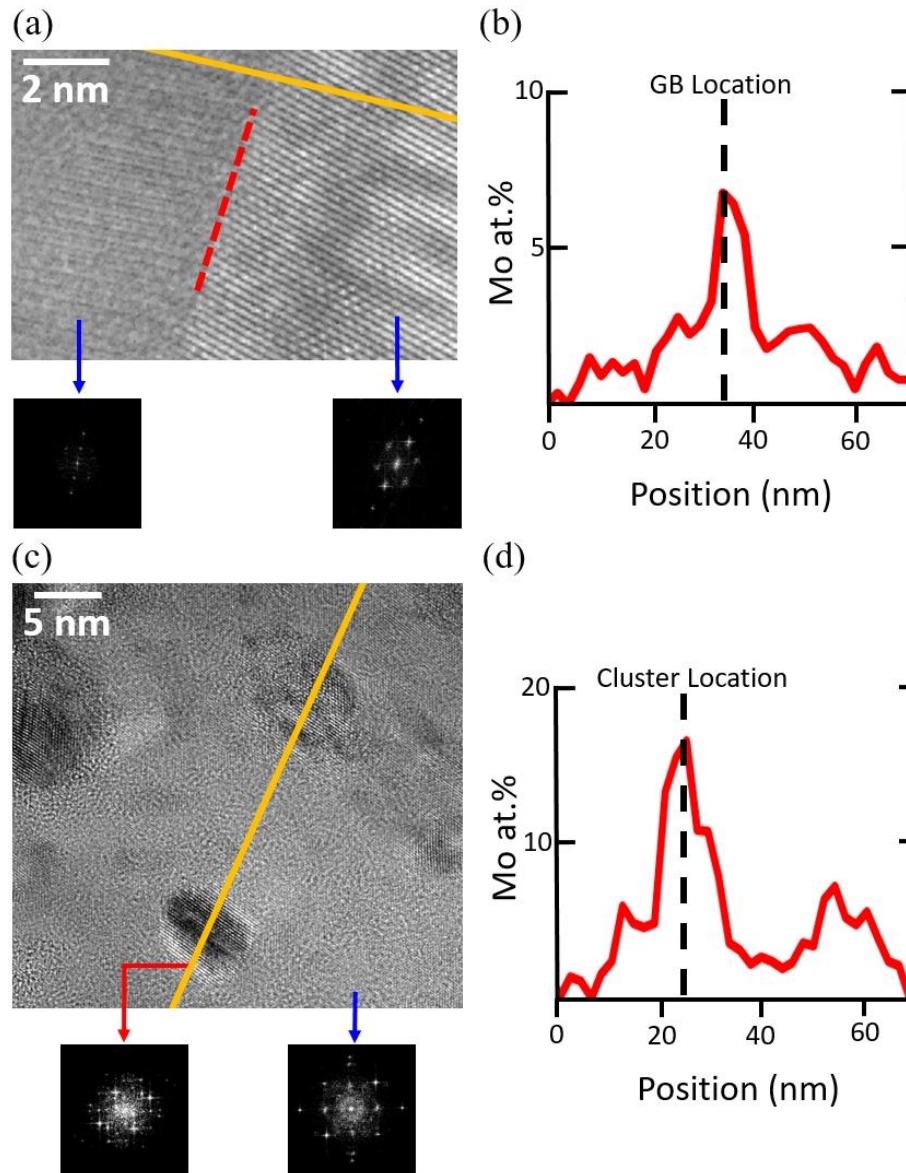 (a)
2 nm
(b)
GB Location
10
5
Mo at.%
0
20
40
60
Position (nm)
(c)
5 nm
(d)
Cluster Location
20
10
Mo at.%
0
20
40
60
Position (nm)